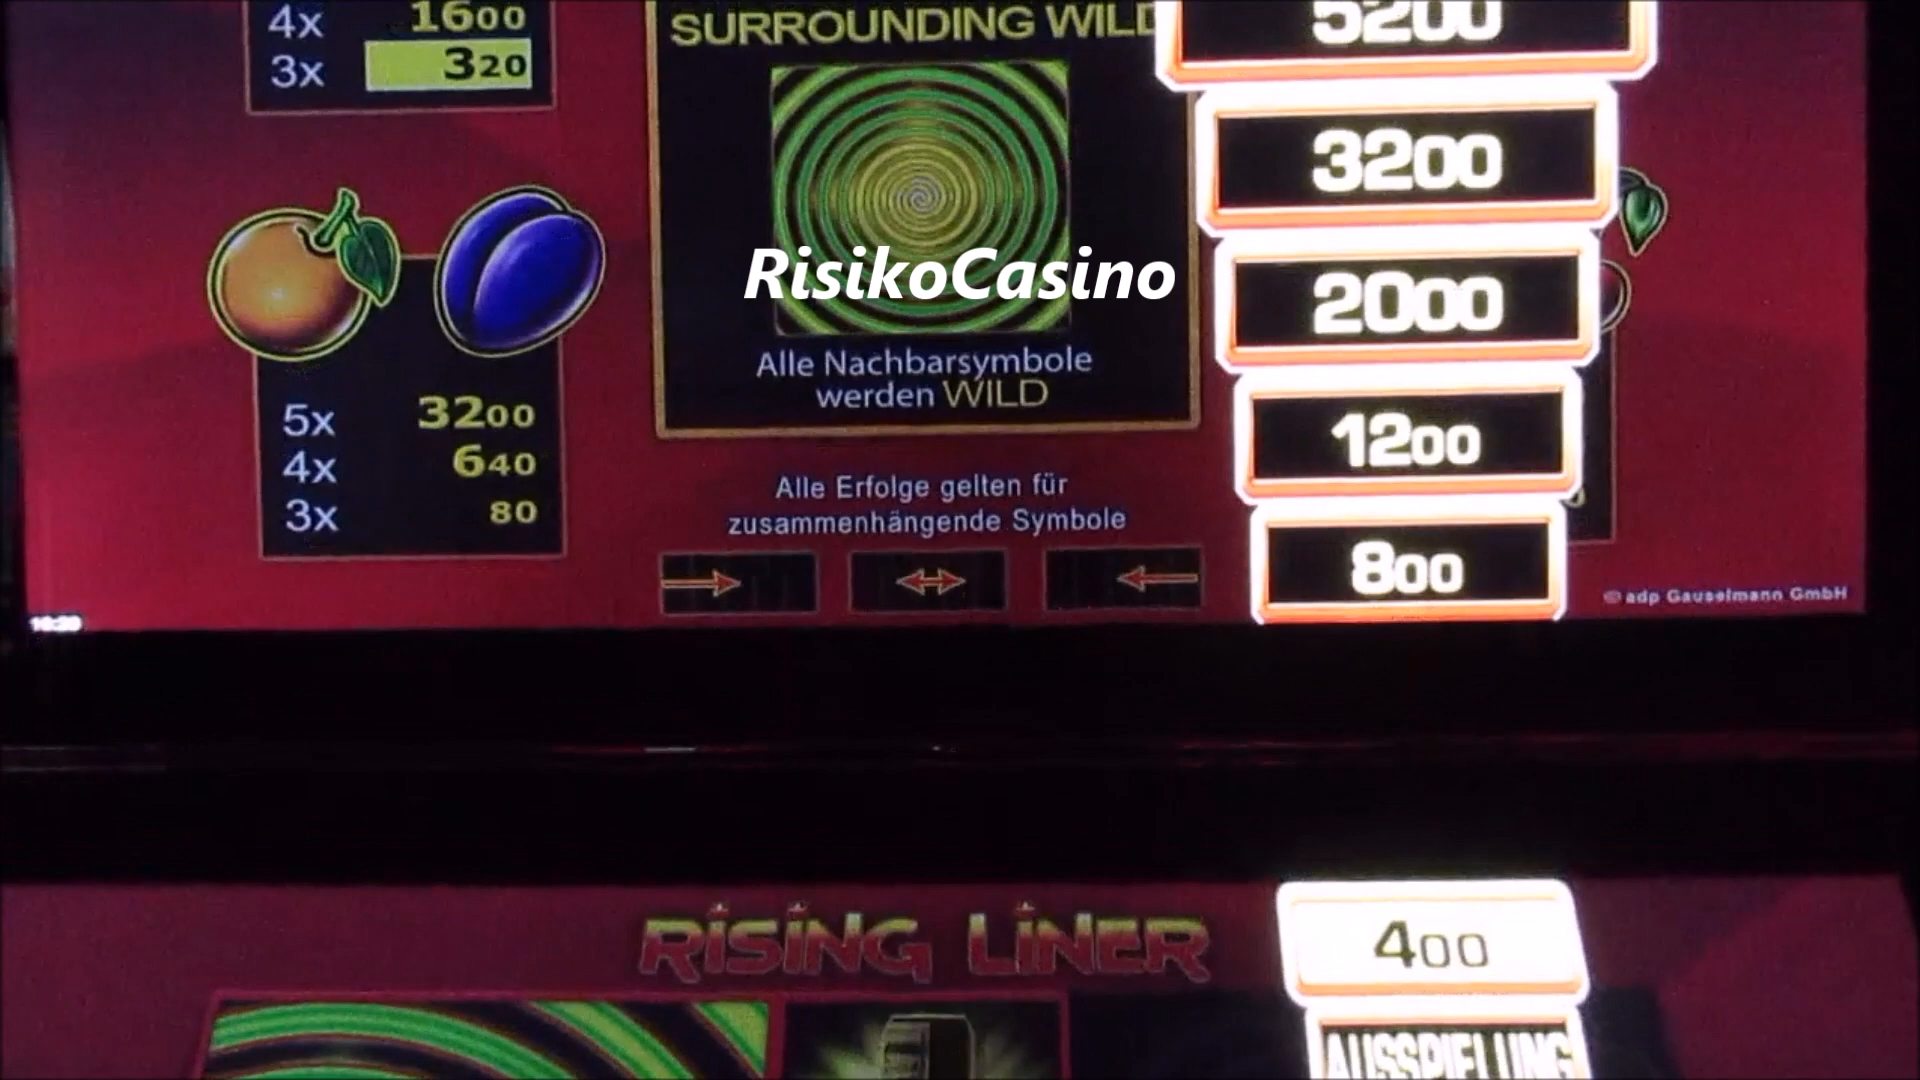 4x 1600
3x 320
SURROUNDING WILD
5200
3200
2000
1200
800
RisikoCasino
Alle Nachbarsymbole
werden WILD
5x 3200
4x 640
3x 80
Alle Erfolge gelten für
zusammenhängende Symbole
© adp Gauselmann GmbH
RISING LINER
400
AUSSPIELUNG